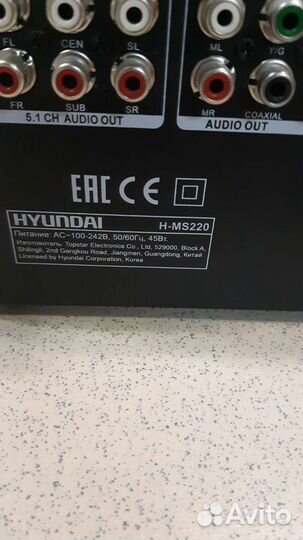 FL CEN SL ML Y/G
FR SUB SR MR COAXIAL
5.1 CH AUDIO OUT AUDIO OUT
EAC CE
HYUNDAI H-MS220
Питание: AC~100-242В, 50/60Гц, 45Вт.
Изготовитель: Topstar Electronics Co., Ltd, 529000, Block A,
Shilingli, 2nd Gangkou Road, Jiangmen, Guangdong, Китай
Licensed by Hyundai Corporation, Korea
Avito